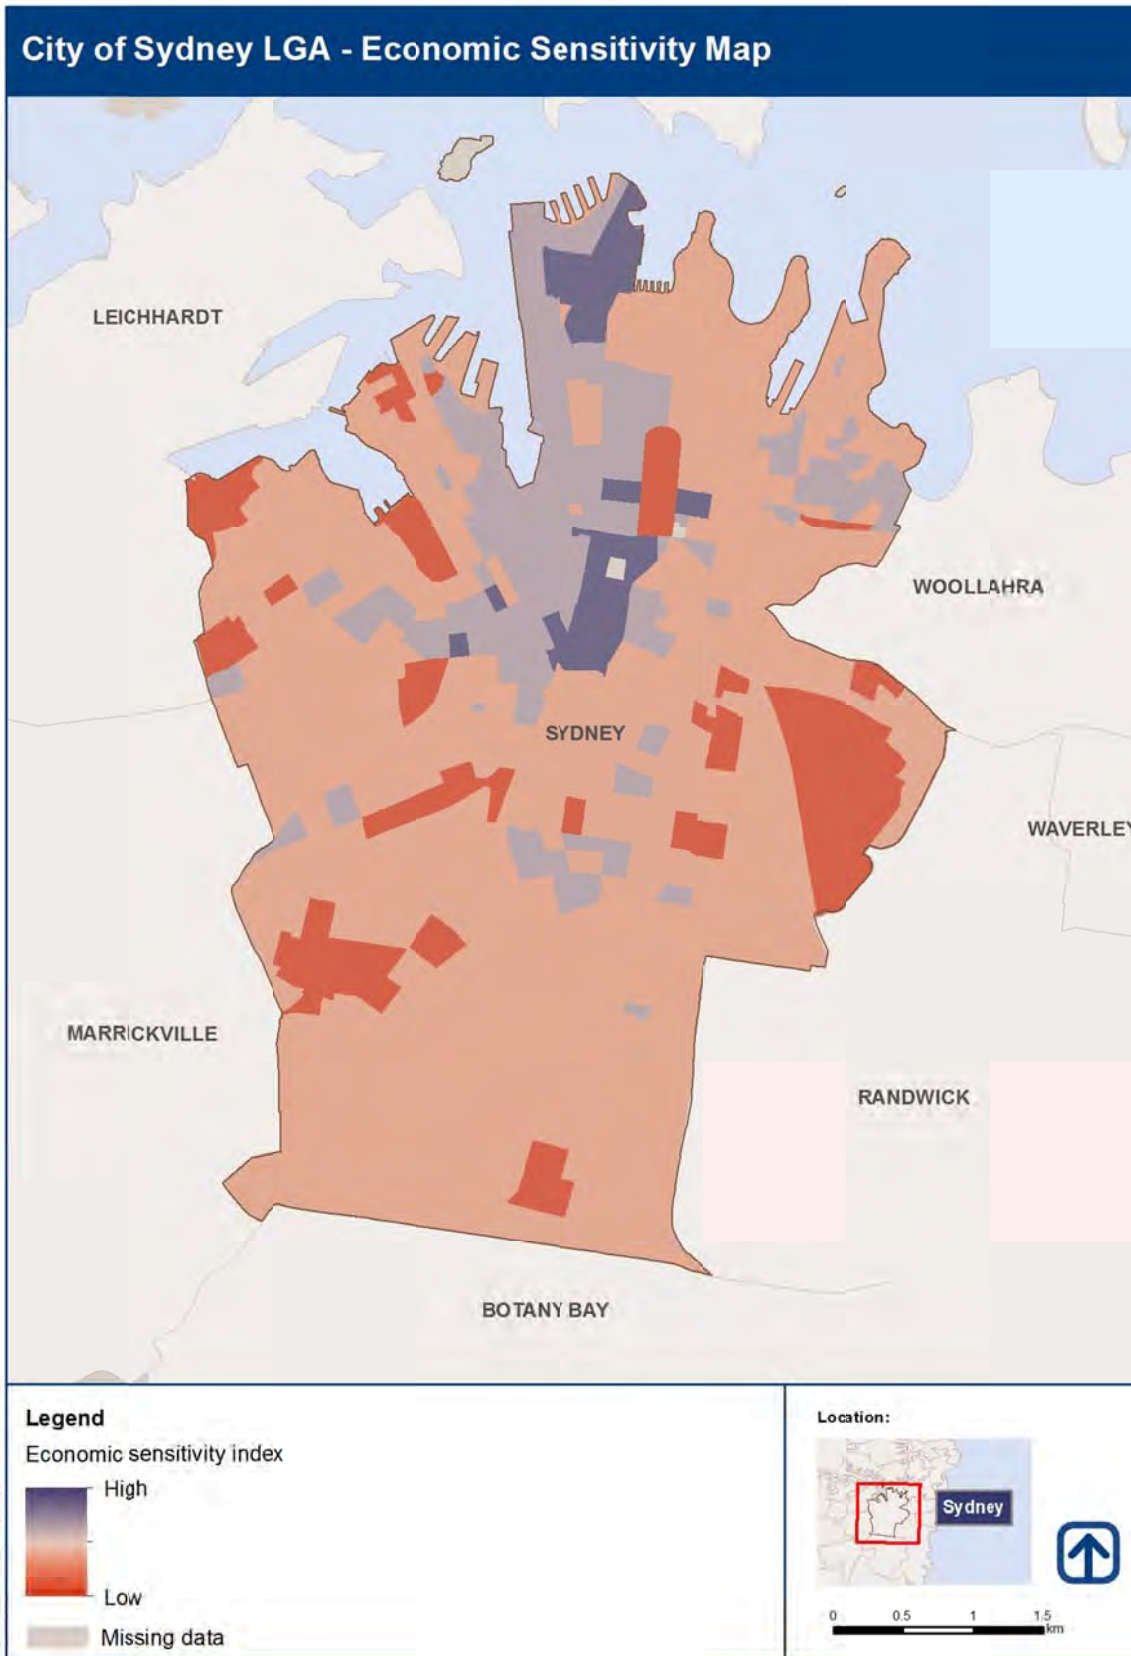 City of Sydney LGA - Economic Sensitivity Map
LEICHHARDT
WOOLLAHRA
SYDNEY
WAVERLEY
MARRICKVILLE
RANDWICK
BOTANY BAY
Legend
Economic sensitivity index
High
Low
Missing data
Location:
Sydney
0 0.5 1 1.5
km